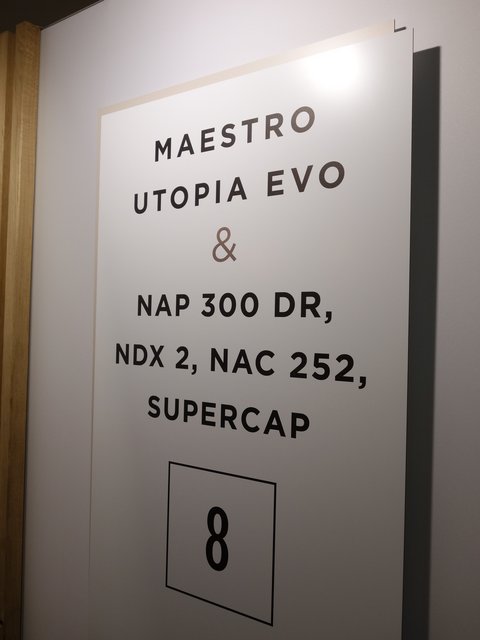 MAESTRO
UTOPIA EVO
&
NAP 300 DR,
NDX 2, NAC 252,
SUPERCAP
8